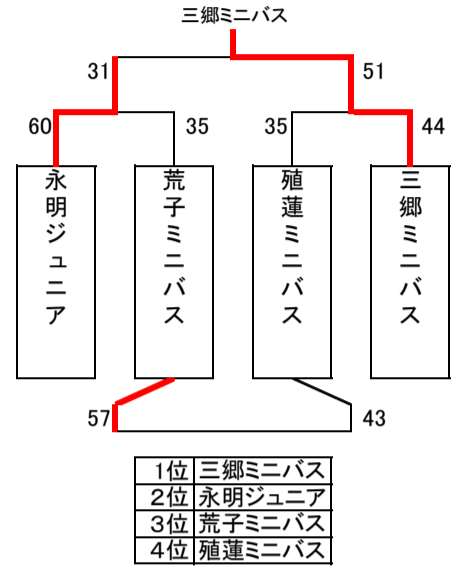 三郷ミニバス
31 51
60 35 35 44
永明ジュニア
荒子ミニバス
殖蓮ミニバス
三郷ミニバス
57 43
1位 三郷ミニバス
2位 永明ジュニア
3位 荒子ミニバス
4位 殖蓮ミニバス